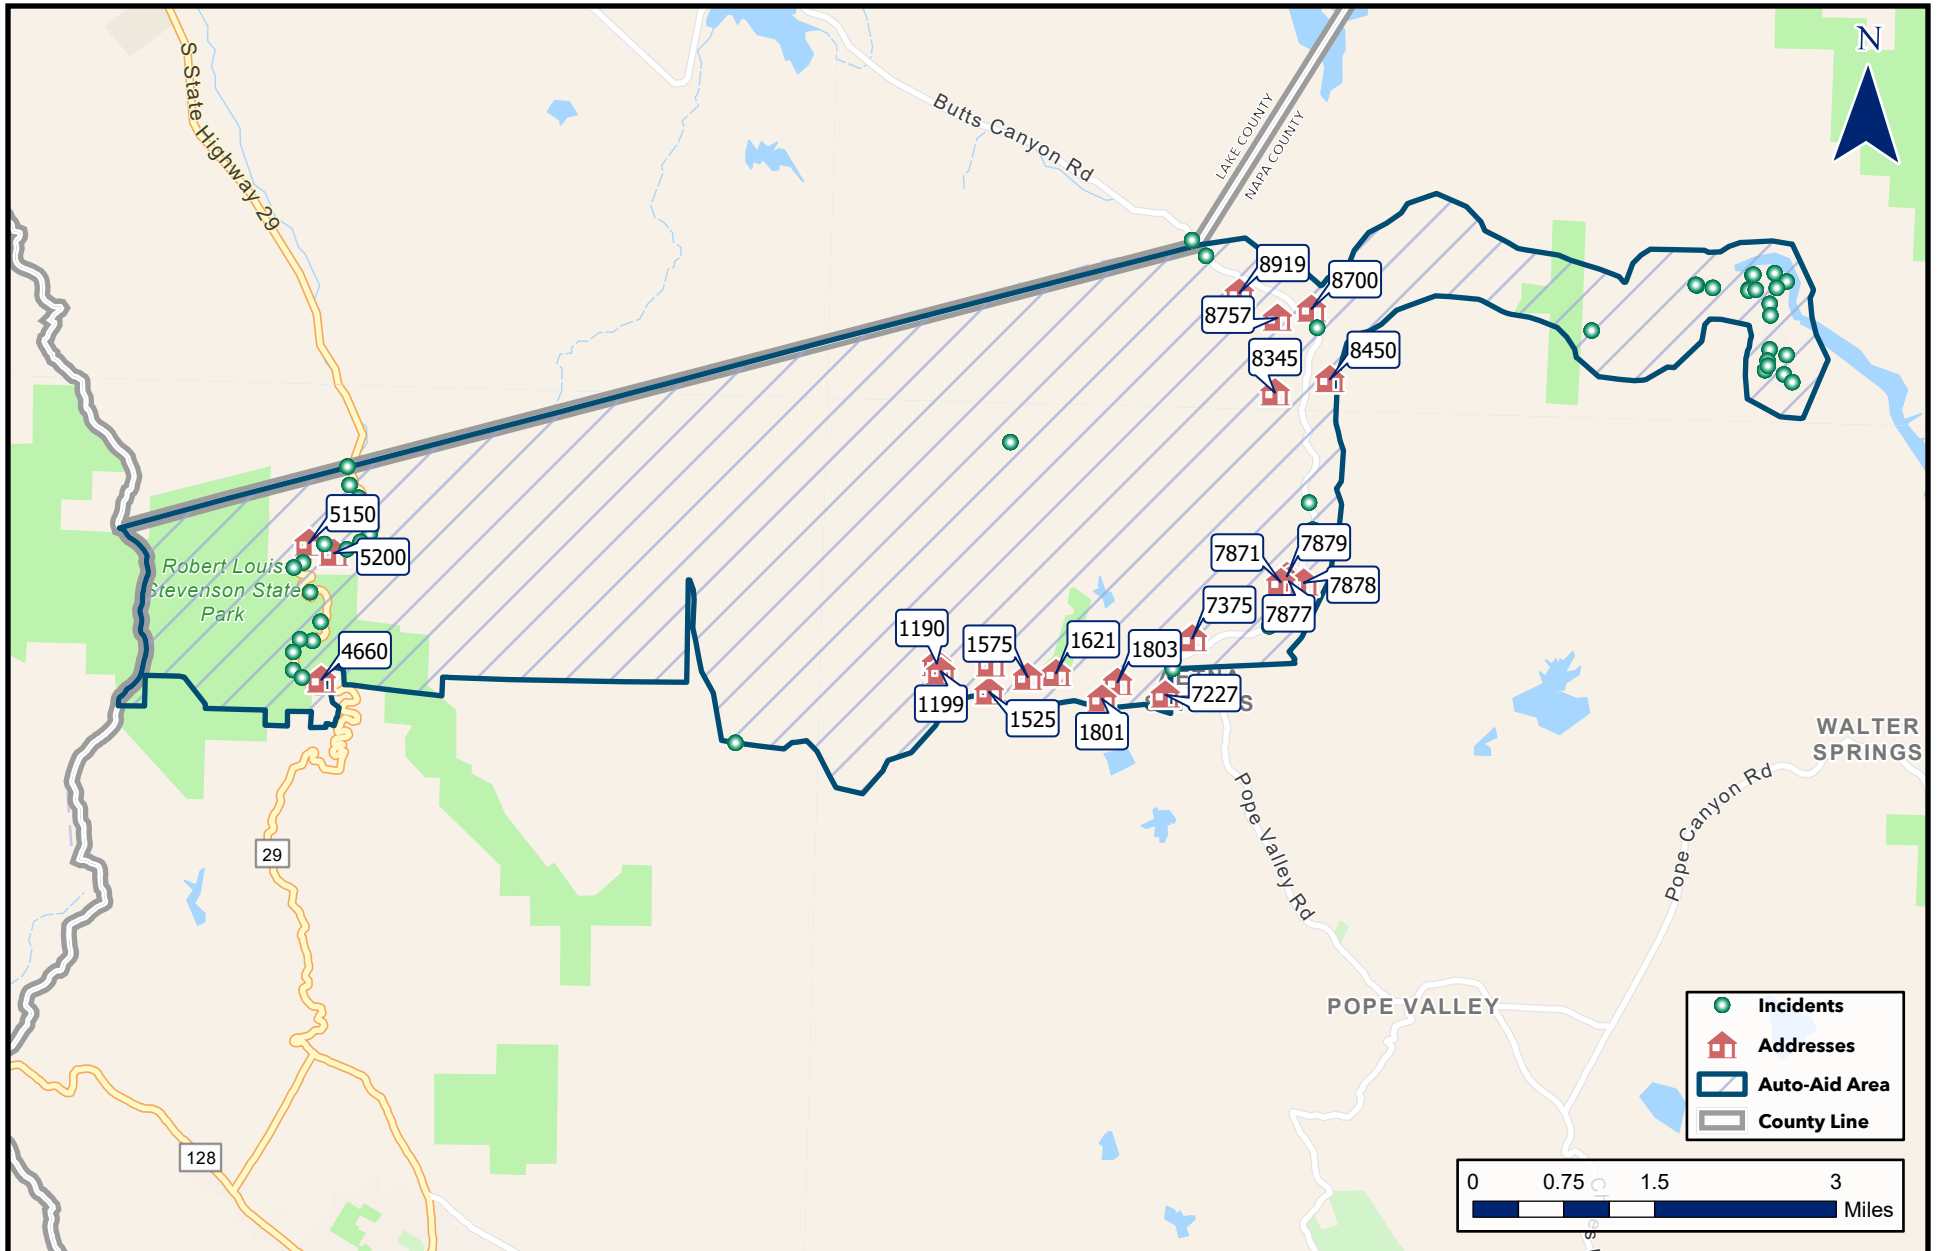 N
S State Highway 29
Butts Canyon Rd
LAKE COUNTY
NAPA COUNTY
8919
8700
8757
8345
8450
5150
5200
Robert Louis
Stevenson State
Park
4660
7879
7871
7878
7877
7375
1190
1575
1621
1803
1199
1525
1801
7227
WALTER
SPRINGS
Pope Valley Rd
Pope Canyon Rd
29
POPE VALLEY
128
Incidents
Addresses
Auto-Aid Area
County Line
0 0.75 1.5 3
Miles